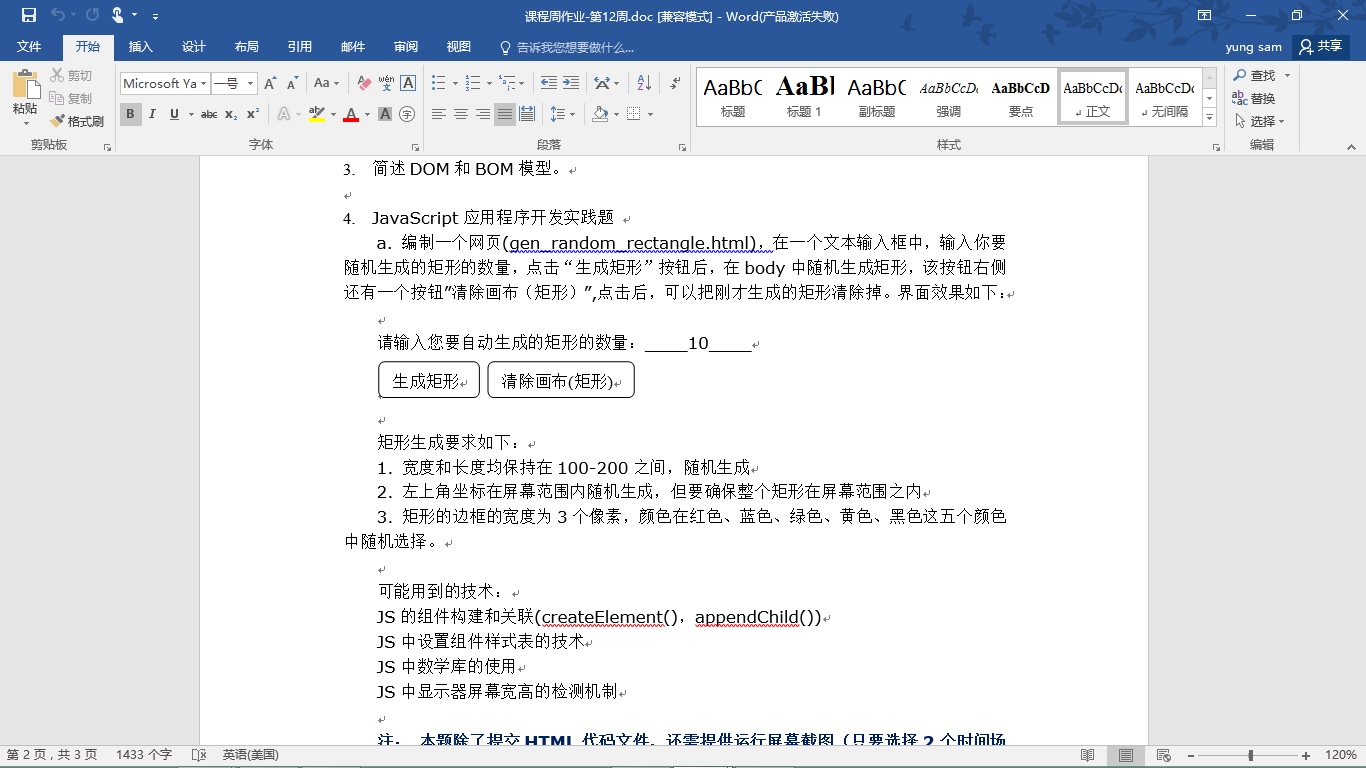 课程周作业-第12周.doc [兼容模式] - Word(产品激活失败)
文件 开始 插入 设计 布局 引用 邮件 审阅 视图 告诉我您想要做什么... yung sam 共享
粘贴 剪切 复制 格式刷
Microsoft Ya 一号 A A Aa wén 文 A
B I U abc x₂ x² A aby A A 字
AaBbC AaBl AaBbC AaBbCcDc AaBbCcD AaBbCcDc AaBbCcDc
标题 标题 1 副标题 强调 要点 ↲ 正文 ↲ 无间隔
查找 替换 选择
剪贴板 字体 段落 样式 编辑
3. 简述 DOM 和 BOM 模型。
4. JavaScript 应用程序开发实践题
a. 编制一个网页(gen_random_rectangle.html)，在一个文本输入框中，输入你要
随机生成的矩形的数量，点击“生成矩形”按钮后，在 body 中随机生成矩形，该按钮右侧
还有一个按钮”清除画布（矩形）”,点击后，可以把刚才生成的矩形清除掉。界面效果如下：
请输入您要自动生成的矩形的数量：_____10_____
生成矩形 清除画布(矩形)
矩形生成要求如下：
1. 宽度和长度均保持在 100-200 之间，随机生成
2. 左上角坐标在屏幕范围内随机生成，但要确保整个矩形在屏幕范围之内
3. 矩形的边框的宽度为 3 个像素，颜色在红色、蓝色、绿色、黄色、黑色这五个颜色
中随机选择。
可能用到的技术：
JS 的组件构建和关联(createElement()，appendChild())
JS 中设置组件样式表的技术
JS 中数学库的使用
JS 中显示器屏幕宽高的检测机制
注： 本题除了提交 HTML 代码文件，还需提供运行屏幕截图（只要选择 2 个时间场
第 2 页，共 3 页 1433 个字 英语(美国) 120%